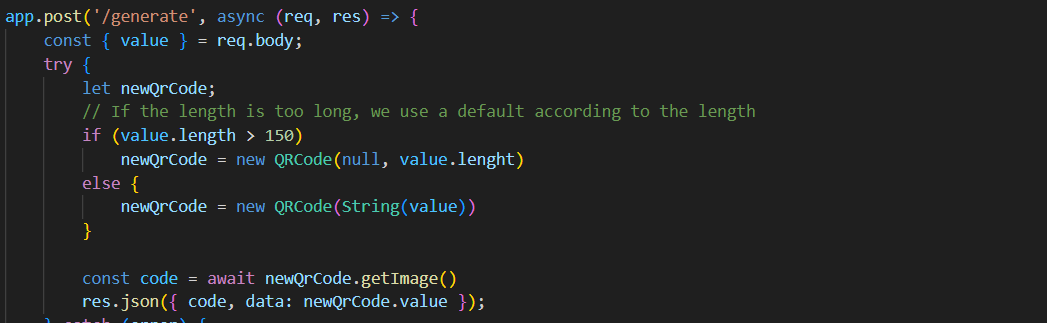 app.post('/generate', async (req, res) => {
const { value } = req.body;
try {
let newQrCode;
// If the length is too long, we use a default according to the length
if (value.length > 150)
newQrCode = new QRCode(null, value.lenght)
else {
newQrCode = new QRCode(String(value))
}
const code = await newQrCode.getImage()
res.json({ code, data: newQrCode.value });